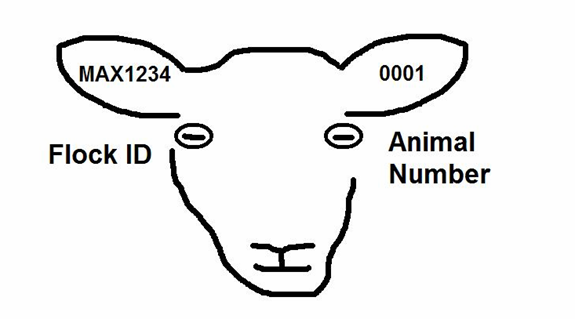 MAX1234
0001
Flock ID
Animal
Number